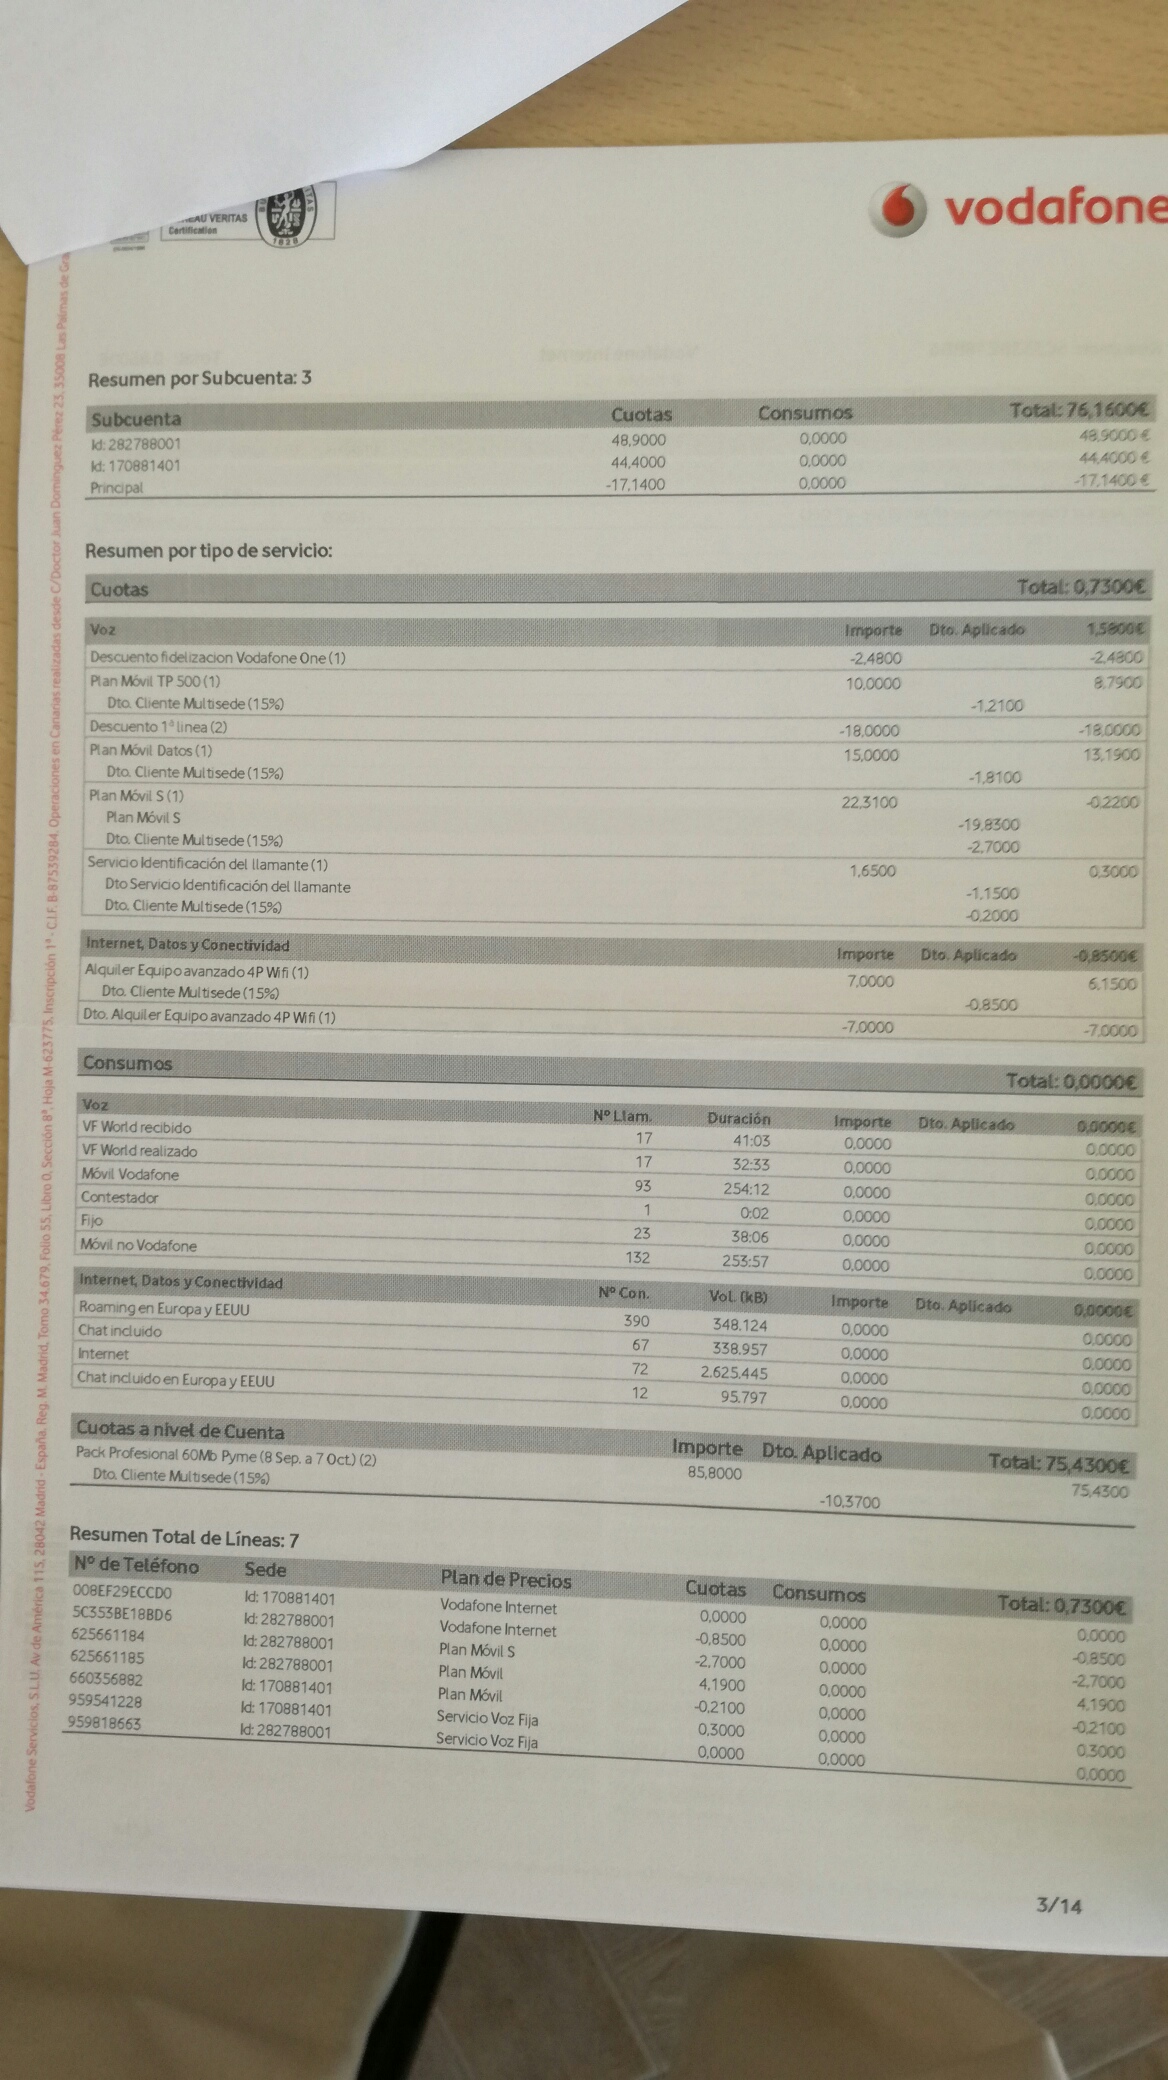 EAU VERITAS
Certification
1828
vodafone
Resumen por Subcuenta: 3
Subcuenta Cuotas Consumos Total: 76,1600€
Id: 282788001 48,9000 0,0000 48,9000 €
Id: 170881401 44,4000 0,0000 44,4000 €
Principal -17,1400 0,0000 -17,1400 €
Resumen por tipo de servicio:
Cuotas Total: 0,7300€
Voz Importe Dto. Aplicado 1,5800€
Descuento fidelizacion Vodafone One (1) -2,4800 -2,4800
Plan Móvil TP 500 (1) 10,0000 8,7900
Dto. Cliente Multisede (15%) -1,2100
Descuento 1ª linea (2) -18,0000 -18,0000
Plan Móvil Datos (1) 15,0000 13,1900
Dto. Cliente Multisede (15%) -1,8100
Plan Móvil S (1) 22,3100 -0,2200
Plan Móvil S -19,8300
Dto. Cliente Multisede (15%) -2,7000
Servicio Identificación del llamante (1) 1,6500 0,3000
Dto Servicio Identificación del llamante -1,1500
Dto. Cliente Multisede (15%) -0,2000
Internet, Datos y Conectividad Importe Dto. Aplicado -0,8500€
Alquiler Equipo avanzado 4P Wifi (1) 7,0000 6,1500
Dto. Cliente Multisede (15%) -0,8500
Dto. Alquiler Equipo avanzado 4P Wifi (1) -7,0000 -7,0000
Consumos Total: 0,0000€
Voz Nº Llam. Duración Importe Dto. Aplicado 0,0000€
VF World recibido 17 41:03 0,0000 0,0000
VF World realizado 17 32:33 0,0000 0,0000
Móvil Vodafone 93 254:12 0,0000 0,0000
Contestador 1 0:02 0,0000 0,0000
Fijo 23 38:06 0,0000 0,0000
Móvil no Vodafone 132 253:57 0,0000 0,0000
Internet, Datos y Conectividad Nº Con. Vol. (kB) Importe Dto. Aplicado 0,0000€
Roaming en Europa y EEUU 390 348.124 0,0000 0,0000
Chat incluido 67 338.957 0,0000 0,0000
Internet 72 2.625.445 0,0000 0,0000
Chat incluido en Europa y EEUU 12 95.797 0,0000 0,0000
Cuotas a nivel de Cuenta Importe Dto. Aplicado Total: 75,4300€
Pack Profesional 60Mb Pyme (8 Sep. a 7 Oct.) (2) 85,8000 75,4300
Dto. Cliente Multisede (15%) -10,3700
Resumen Total de Líneas: 7
Nº de Teléfono Sede Plan de Precios Cuotas Consumos Total: 0,7300€
008EF29ECCD0 Id: 170881401 Vodafone Internet 0,0000 0,0000 0,0000
5C353BE18BD6 Id: 282788001 Vodafone Internet -0,8500 0,0000 -0,8500
625661184 Id: 282788001 Plan Móvil S -2,7000 0,0000 -2,7000
625661185 Id: 282788001 Plan Móvil 4,1900 0,0000 4,1900
660356882 Id: 170881401 Plan Móvil -0,2100 0,0000 -0,2100
959541228 Id: 170881401 Servicio Voz Fija 0,3000 0,0000 0,3000
959818663 Id: 282788001 Servicio Voz Fija 0,0000 0,0000 0,0000
3/14
Vodafone Servicios, S.L.U. Av de América 115, 28042 Madrid - España, Reg. M. Madrid, Tomo 34.679, Folio 55, Libro 0, Sección 8ª, Hoja M-623775, Inscripción 1ª - C.I.F. B-87539284. Operaciones en Canarias realizadas desde C/Doctor Juan Domínguez Pérez 23, 35008 Las Palmas de Gra